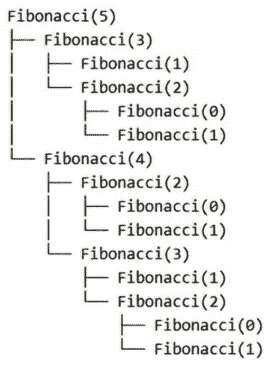 Fibonacci(5)
├── Fibonacci(3)
│   ├── Fibonacci(1)
│   └── Fibonacci(2)
│       ├── Fibonacci(0)
│       └── Fibonacci(1)
└── Fibonacci(4)
    ├── Fibonacci(2)
    │   ├── Fibonacci(0)
    │   └── Fibonacci(1)
    └── Fibonacci(3)
        ├── Fibonacci(1)
        └── Fibonacci(2)
            ├── Fibonacci(0)
            └── Fibonacci(1)